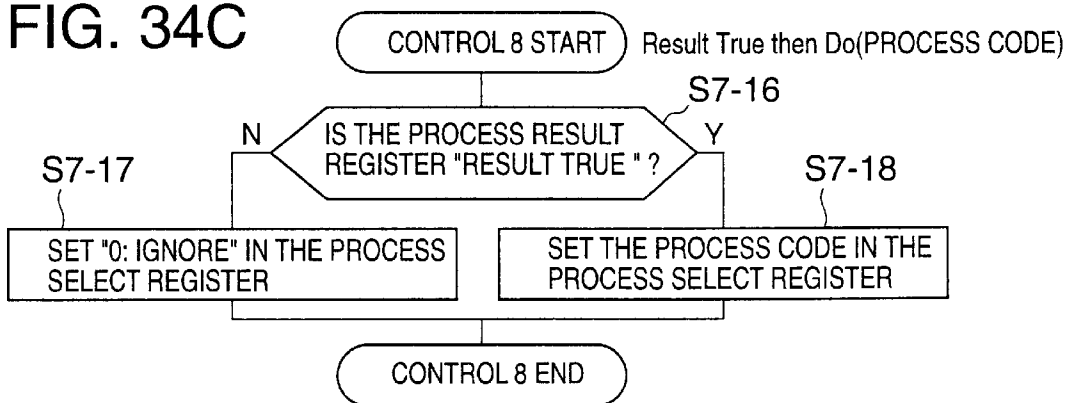 FIG. 34C
CONTROL 8 START
Result True then Do(PROCESS CODE)
S7-16
N
IS THE PROCESS RESULT
REGISTER "RESULT TRUE " ?
Y
S7-17
S7-18
SET "0: IGNORE" IN THE PROCESS
SELECT REGISTER
SET THE PROCESS CODE IN THE
PROCESS SELECT REGISTER
CONTROL 8 END